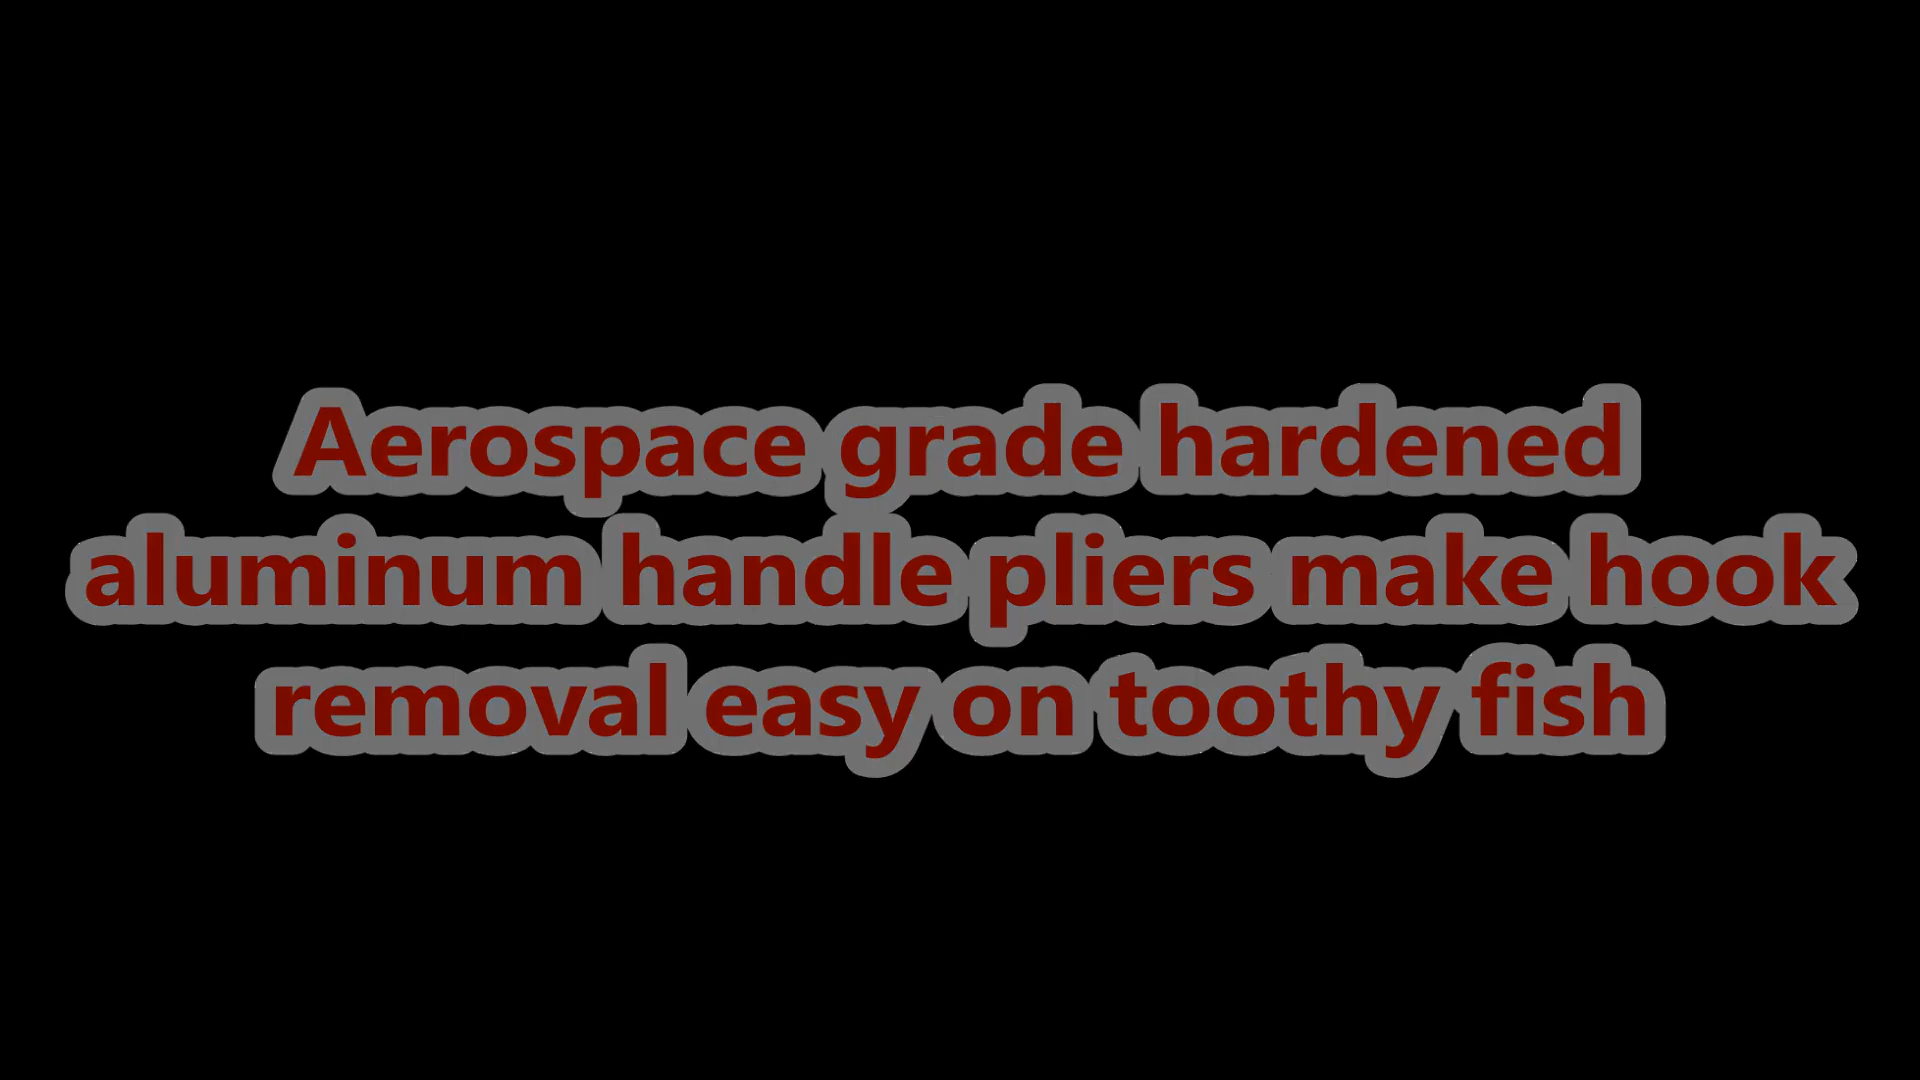 Aerospace grade hardened
aluminum handle pliers make hook
removal easy on toothy fish